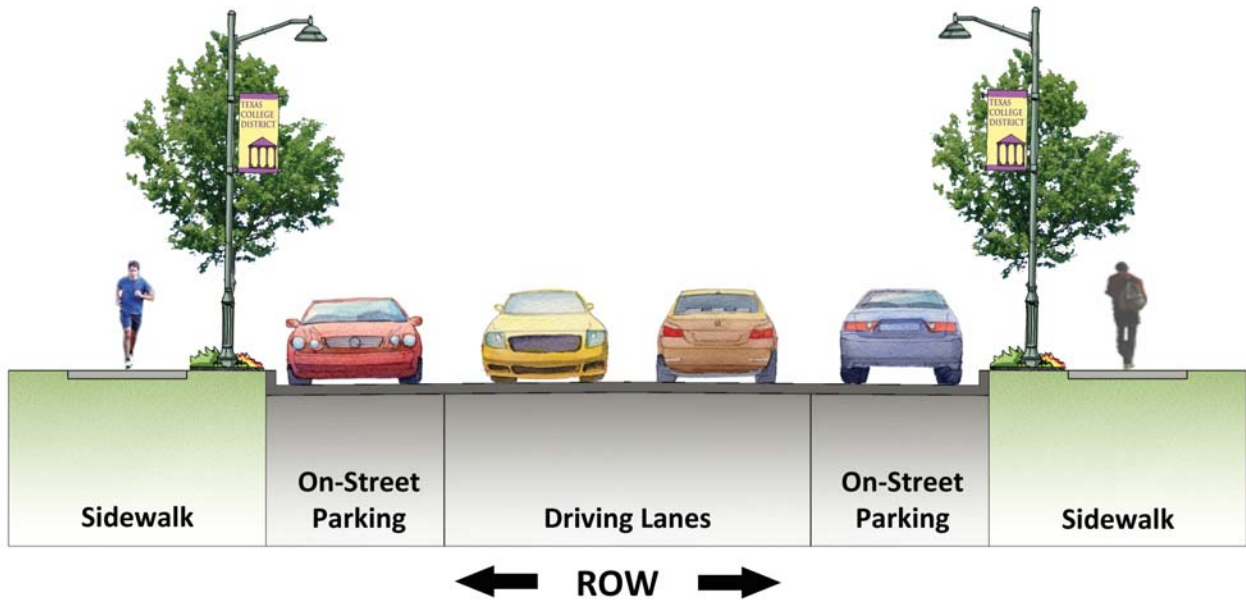 TEXAS
COLLEGE
DISTRICT
TEXAS
COLLEGE
DISTRICT
Sidewalk
On-Street
Parking
Driving Lanes
On-Street
Parking
Sidewalk
ROW